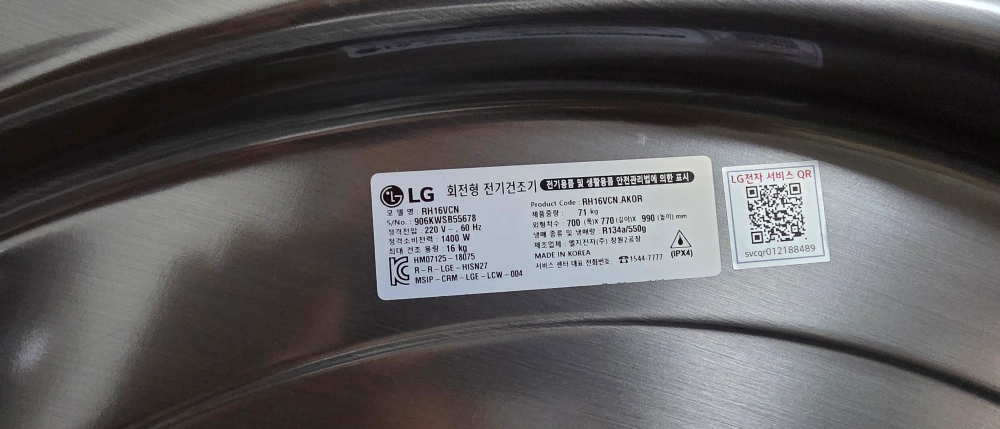 LG 회전형 전기건조기 전기용품 및 생활용품 안전관리법에 의한 표시
모 델 명 : RH16VCN
S/No. : 906KWSB55678
정격전압 : 220 V ~, 60 Hz
정격소비전력 : 1400 W
최대 건조 용량 : 16 kg
HM07125-18075
R-R-LGE-HISN27
MSIP-CRM-LGE-LCW-004
Product Code : RH16VCN.AKOR
제품중량 : 71 kg
외형치수 : 700 (폭)X 770(깊이)X 990 (높이) mm
냉매 종류 및 냉매량 : R134a/550g
제조업체 : 엘지전자(주) 창원2공장
MADE IN KOREA
서비스 센터 대표 전화번호 ☎1544-7777
(IPX4)
LG전자 서비스 QR
svcqr012188489